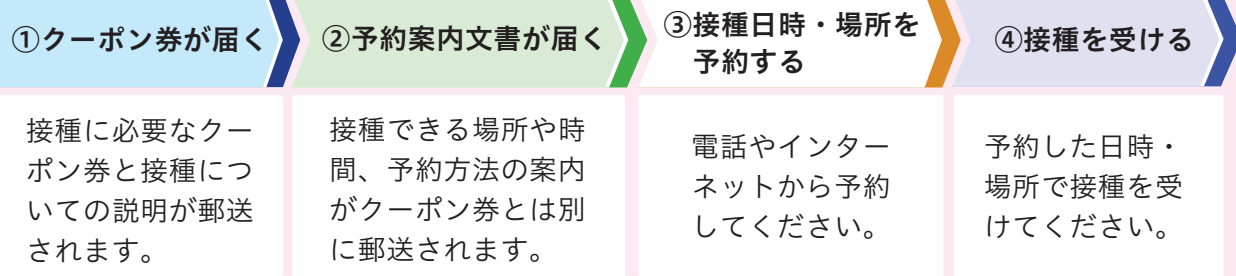 ①クーポン券が届く
②予約案内文書が届く
③接種日時・場所を
予約する
④接種を受ける
接種に必要なクー
ポン券と接種につ
いての説明が郵送
されます。
接種できる場所や時
間、予約方法の案内
がクーポン券とは別
に郵送されます。
電話やインター
ネットから予約
してください。
予約した日時・
場所で接種を受
けてください。